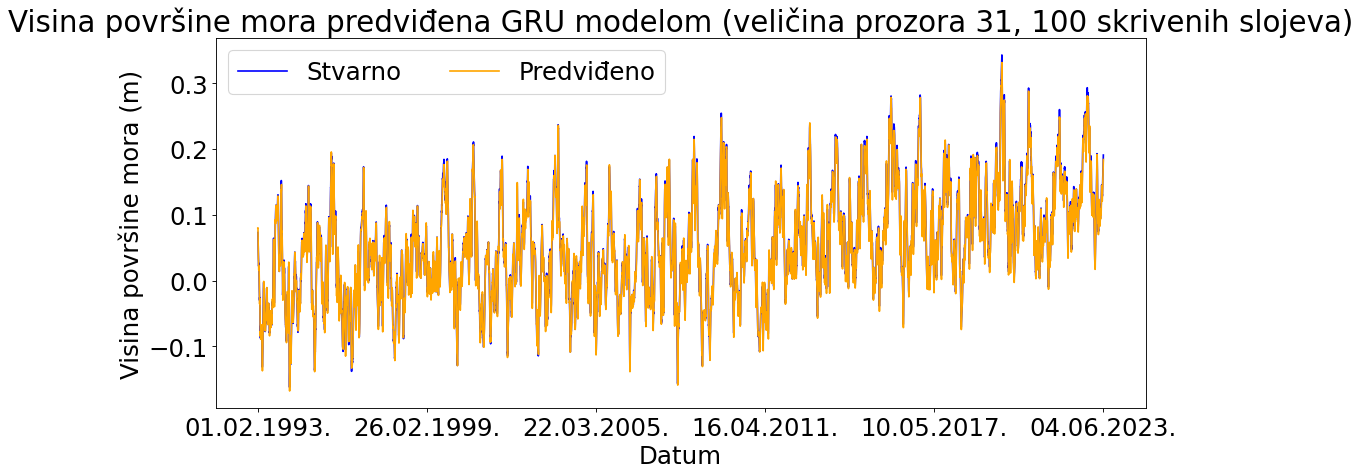 Visina površine mora predviđena GRU modelom (veličina prozora 31, 100 skrivenih slojeva)
Stvarno Predviđeno
Visina površine mora (m)
0.3
0.2
0.1
0.0
−0.1
01.02.1993. 26.02.1999. 22.03.2005. 16.04.2011. 10.05.2017. 04.06.2023.
Datum